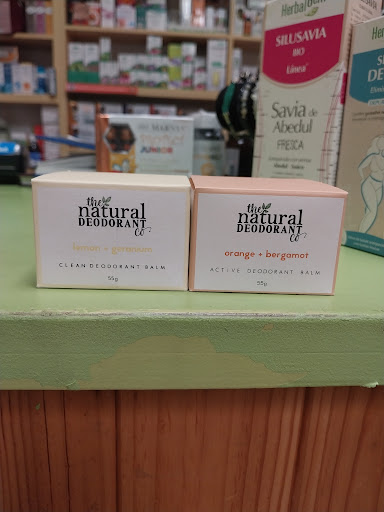 the
natural
DEODORANT
co
lemon + geranium
CLEAN DEODORANT BALM
55g
the
natural
DEODORANT
co
orange + bergamot
ACTIVE DEODORANT BALM
55g
SILUSAVIA
BIO
Línea
Savia de
Abedul
FRESCA
JUNIOR